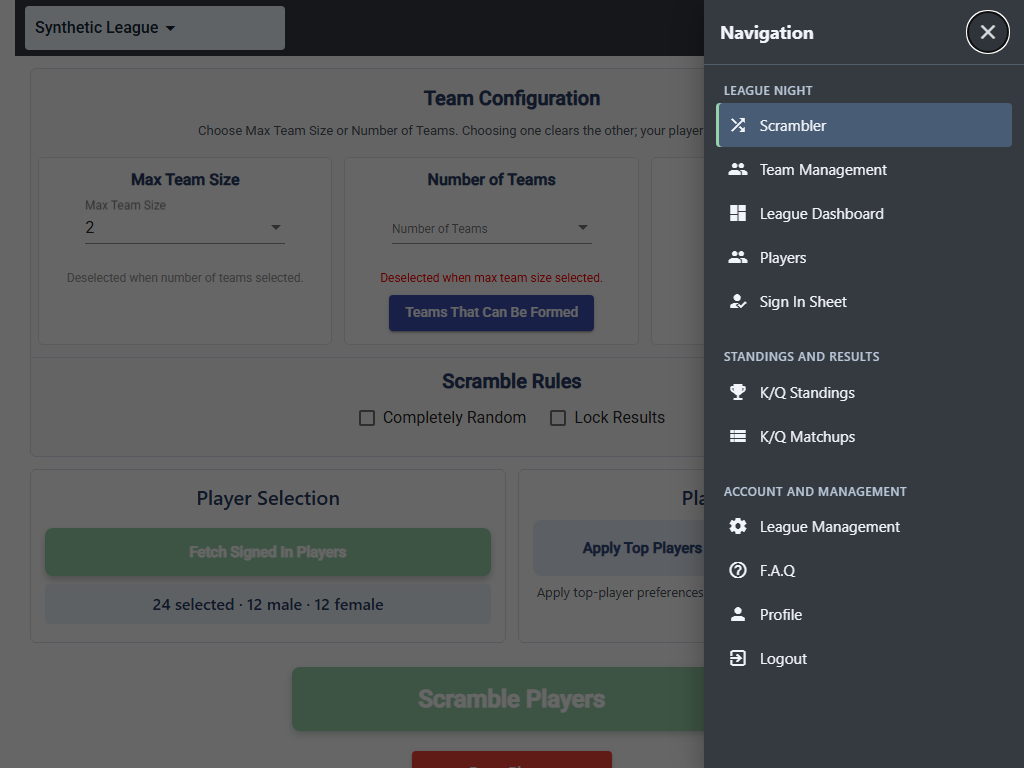 Synthetic League
Team Configuration
Choose Max Team Size or Number of Teams. Choosing one clears the other; your player
Max Team Size
Max Team Size
2
Deselected when number of teams selected.
Number of Teams
Number of Teams
Deselected when max team size selected.
Teams That Can Be Formed
Scramble Rules
Completely Random
Lock Results
Player Selection
Fetch Signed In Players
24 selected · 12 male · 12 female
Apply Top Players
Apply top-player preferences
Scramble Players
Navigation
LEAGUE NIGHT
Scrambler
Team Management
League Dashboard
Players
Sign In Sheet
STANDINGS AND RESULTS
K/Q Standings
K/Q Matchups
ACCOUNT AND MANAGEMENT
League Management
F.A.Q
Profile
Logout